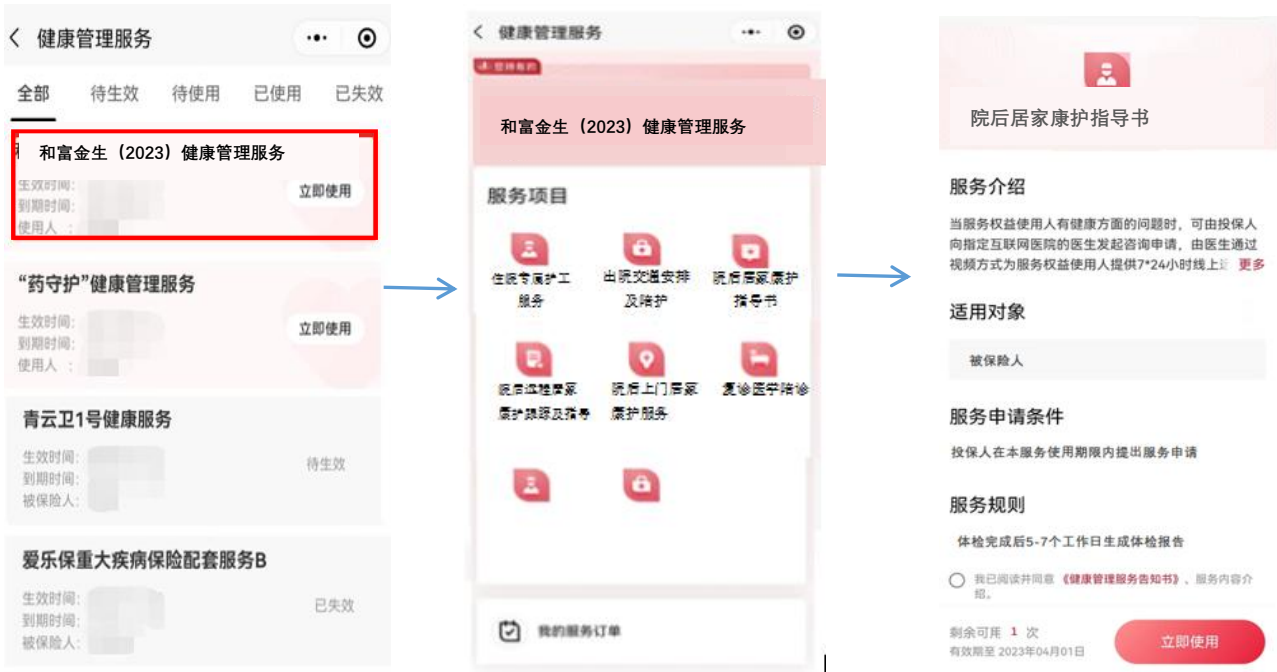 健康管理服务
全部 待生效 待使用 已使用 已失效
和富金生（2023）健康管理服务
生效时间:
到期时间:
使用人 :
立即使用
“药守护”健康管理服务
生效时间:
到期时间:
使用人 :
立即使用
青云卫1号健康服务
生效时间:
到期时间:
被保险人:
待生效
爱乐保重大疾病保险配套服务B
生效时间:
到期时间:
被保险人:
已失效
健康管理服务
您持有的
和富金生（2023）健康管理服务
服务项目
住院专属护工
服务
出院交通安排
及陪护
院后居家康护
指导书
院后远程居家
康护跟踪及指导
院后上门居家
康护服务
复诊医学陪诊
我的服务订单
院后居家康护指导书
服务介绍
当服务权益使用人有健康方面的问题时，可由投保人
向指定互联网医院的医生发起咨询申请，由医生通过
视频方式为服务权益使用人提供7*24小时线上 更多
适用对象
被保险人
服务申请条件
投保人在本服务使用期限内提出服务申请
服务规则
体检完成后5-7个工作日生成体检报告
我已阅读并同意《健康管理服务告知书》、服务内容介
绍。
剩余可用 1 次
有效期至 2023年04月01日
立即使用